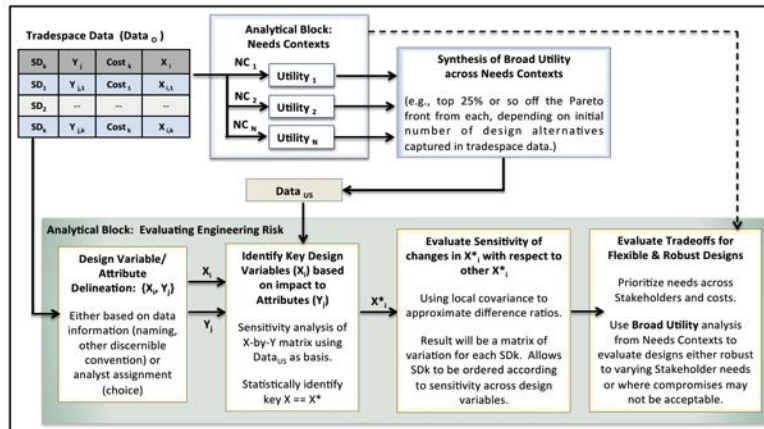 Tradespace Data (Data O)
SDk Y j Cost k X i
SD1 Y j,1 Cost 1 X i,1
SD2 -- -- --
SDk Y j,k Cost k X i,k
Analytical Block:
Needs Contexts
NC 1
Utility 1
NC 2
Utility 2
NC N
Utility N
Synthesis of Broad Utility
across Needs Contexts
(e.g., top 25% or so off the Pareto
front from each, depending on initial
number of design alternatives
captured in tradespace data.)
Data US
Analytical Block: Evaluating Engineering Risk
Design Variable/
Attribute
Delineation: {Xi, Yj}
Either based on data
information (naming,
other discernible
convention) or
analyst assignment
(choice)
Xi
Yj
Identify Key Design
Variables (Xi) based
on impact to
Attributes (Yj)
Sensitivity analysis of
X-by-Y matrix using
DataUS as basis.
Statistically identify
key X == X*
X*i
Evaluate Sensitivity of
changes in X*i with respect to
other X*i
Using local covariance to
approximate difference ratios.
Result will be a matrix of
variation for each SDk. Allows
SDk to be ordered according
to sensitivity across design
variables.
Evaluate Tradeoffs for
Flexible & Robust Designs
Prioritize needs across
Stakeholders and costs.
Use Broad Utility analysis
from Needs Contexts to
evaluate designs either robust
to varying Stakeholder needs
or where compromises may
not be acceptable.